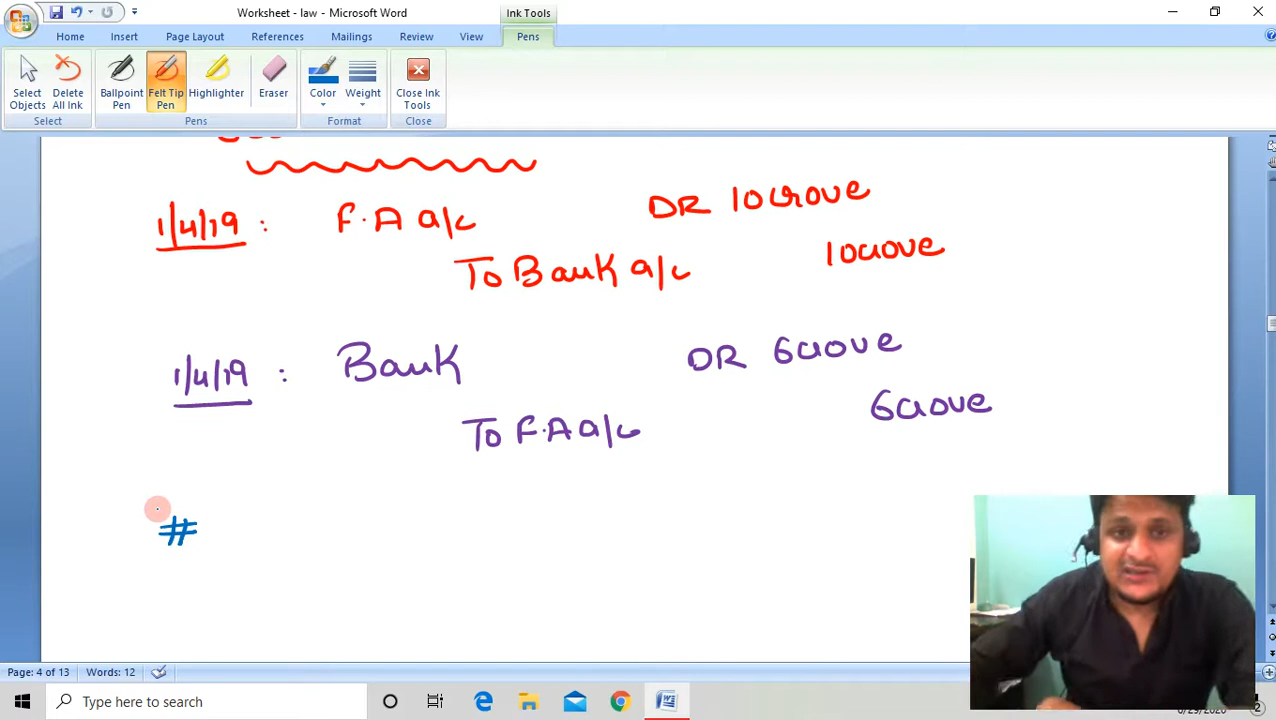 Worksheet - law - Microsoft Word
Ink Tools
Home Insert Page Layout References Mailings Review View Pens
Select Objects
Delete All Ink
Ballpoint Pen
Felt Tip Pen
Highlighter
Eraser
Color
Weight
Close Ink Tools
Select Pens Format Close
1/4/19 : F.A a/c DR 10crore
To Bank a/c 10crore
1/4/19 : Bank DR 6crore
To F.A a/c 6crore
#
Page: 4 of 13 Words: 12
Type here to search
6/29/2020